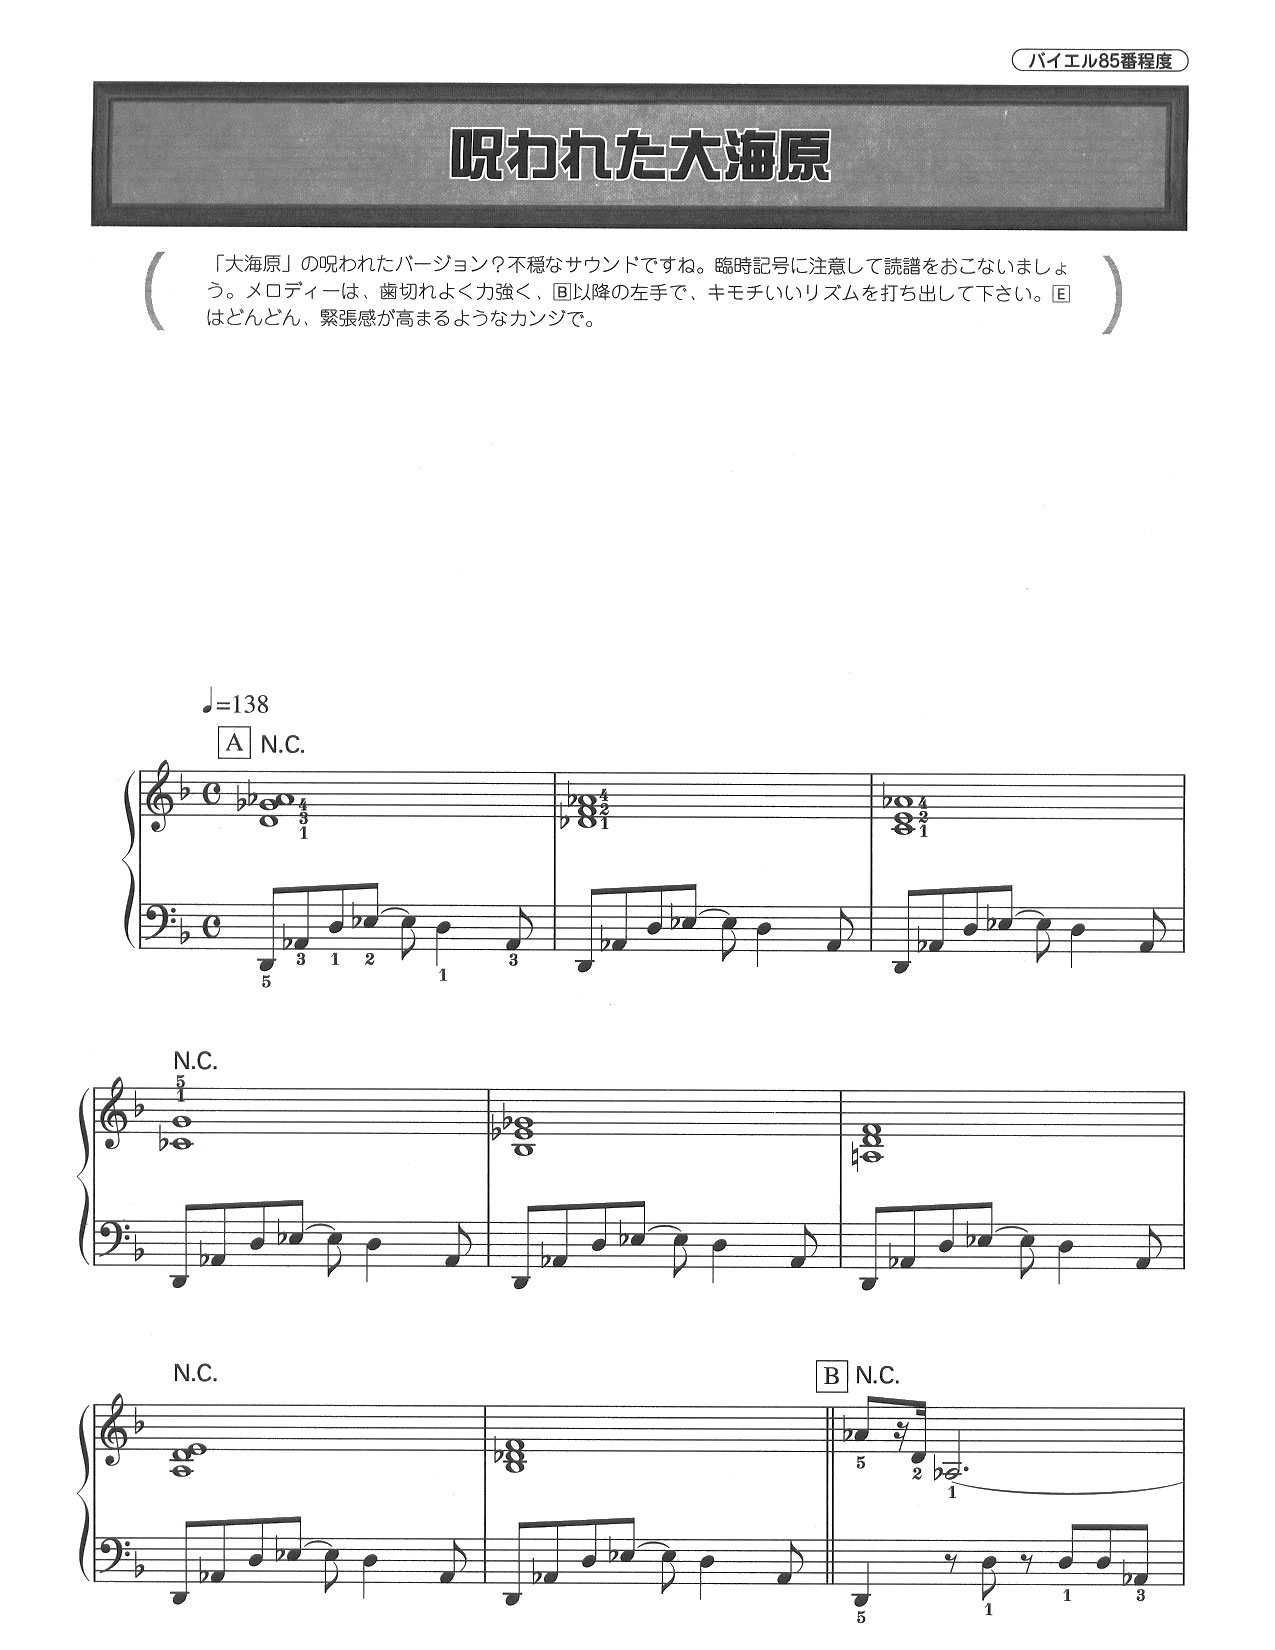 バイエル85番程度
呪われた大海原
「大海原」の呪われたバージョン？不穏なサウンドですね。臨時記号に注意して読譜をおこないましょ
う。メロディーは、歯切れよく力強く、B以降の左手で、キモチいいリズムを打ち出して下さい。E
はどんどん、緊張感が高まるようなカンジで。
♩=138
A N.C.
4 4 4
3 2 2
1 1 1
3 1 2 3
5 1
N.C.
5
1
N.C. B N.C.
5 2
1
1 1 3
5